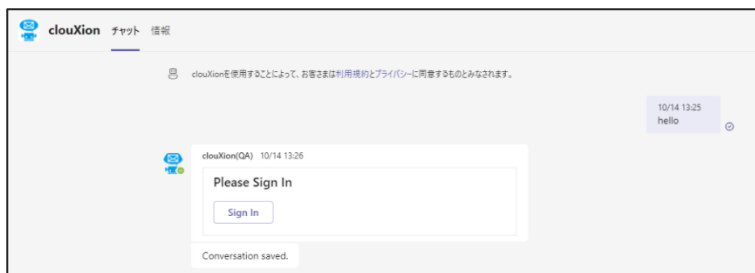 clouXion チャット 情報
clouXionを使用することによって、お客さまは利用規約とプライバシーに同意するものとみなされます。
10/14 13:25
hello
clouXion(QA) 10/14 13:26
Please Sign In
Sign In
Conversation saved.